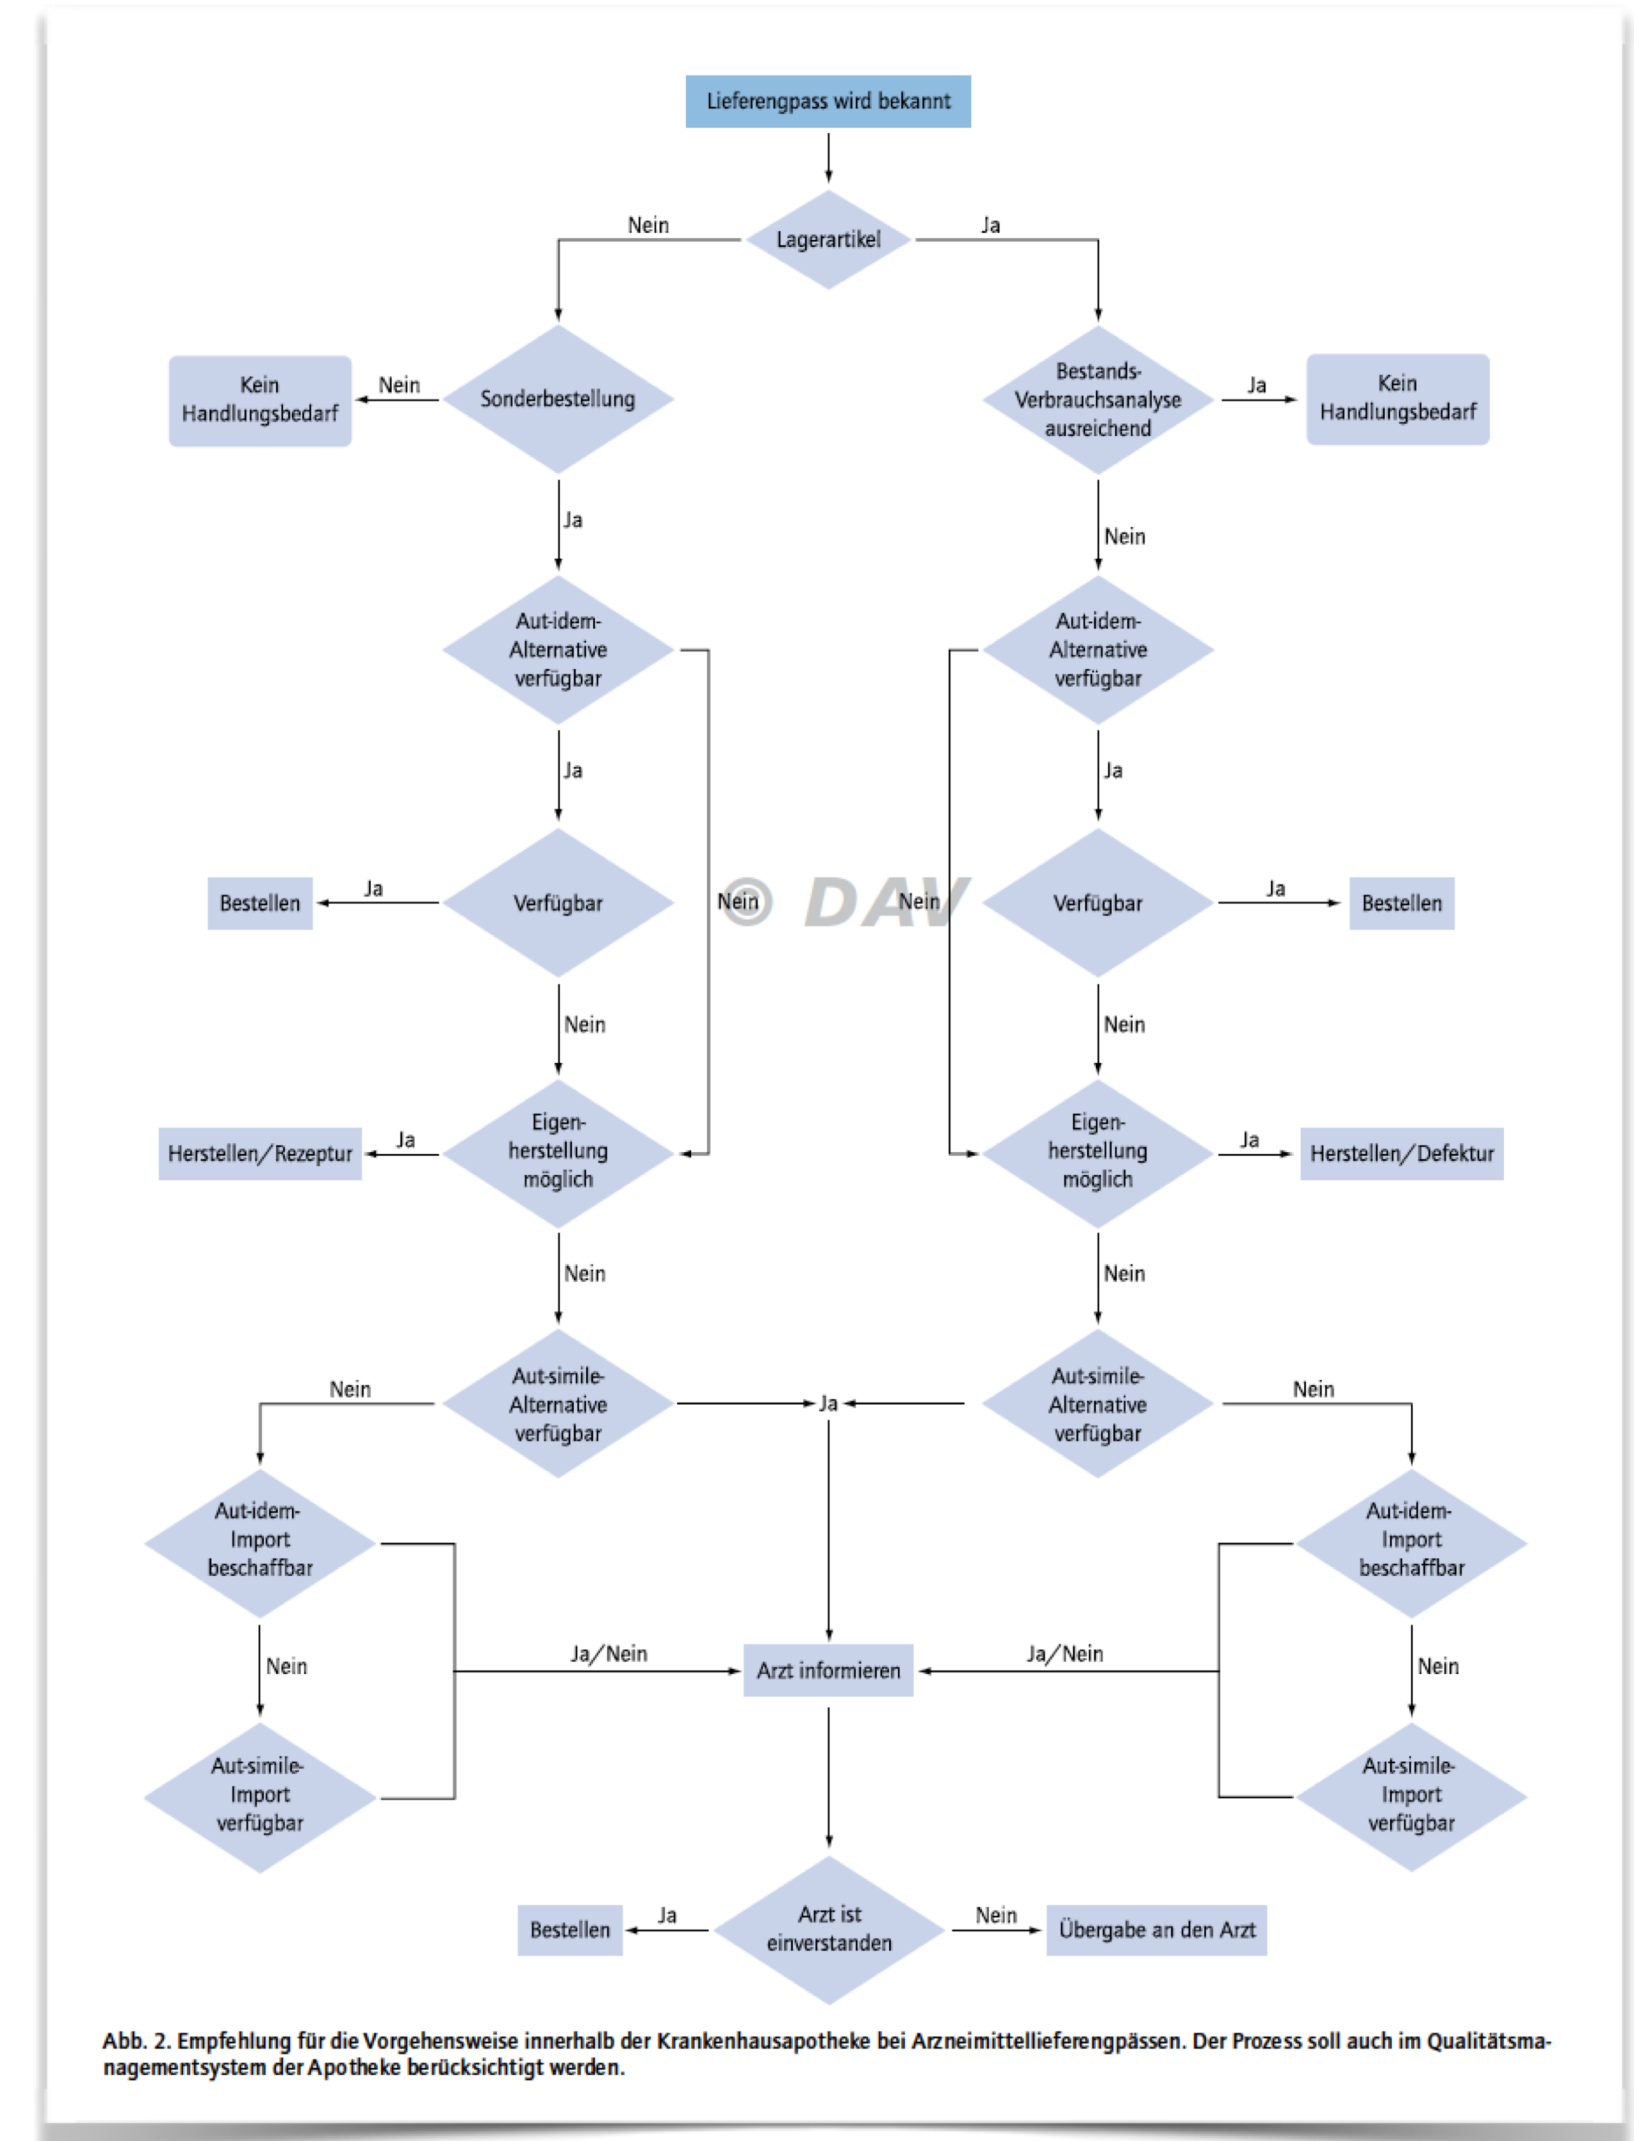 Lieferengpass wird bekannt
Nein
Lagerartikel
Ja
Kein
Handlungsbedarf
Nein
Sonderbestellung
Bestands-
Verbrauchsanalyse
ausreichend
Ja
Kein
Handlungsbedarf
Ja
Nein
Aut-idem-
Alternative
verfügbar
Aut-idem-
Alternative
verfügbar
Ja
Ja
Bestellen
Ja
Verfügbar
Nein
© DAV
Nein
Verfügbar
Ja
Bestellen
Nein
Nein
Herstellen/Rezeptur
Ja
Eigen-
herstellung
möglich
Eigen-
herstellung
möglich
Ja
Herstellen/Defektur
Nein
Nein
Nein
Aut-simile-
Alternative
verfügbar
Ja
Aut-simile-
Alternative
verfügbar
Nein
Aut-idem-
Import
beschaffbar
Aut-idem-
Import
beschaffbar
Nein
Ja/Nein
Arzt informieren
Ja/Nein
Nein
Aut-simile-
Import
verfügbar
Aut-simile-
Import
verfügbar
Bestellen
Ja
Arzt ist
einverstanden
Nein
Übergabe an den Arzt
Abb. 2. Empfehlung für die Vorgehensweise innerhalb der Krankenhausapotheke bei Arzneimittellieferengpässen. Der Prozess soll auch im Qualitätsma-
nagementsystem der Apotheke berücksichtigt werden.